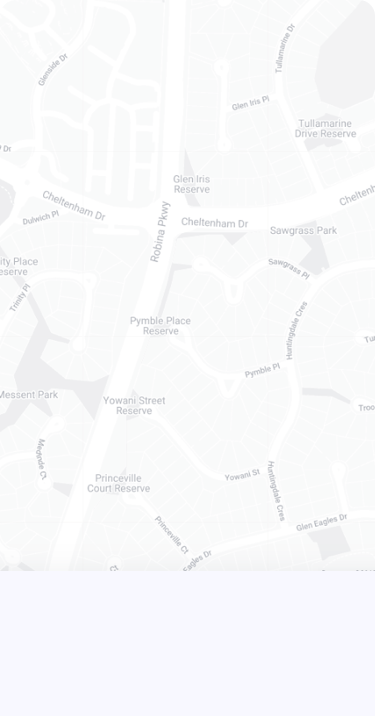 Glenside Dr
Tullamarine Dr
Glen Iris Pl
Tullamarine
Drive Reserve
Dr
Glen Iris
Reserve
Cheltenham Dr
Dulwich Pl
Robina Pkwy
Cheltenham Dr
Sawgrass Park
ity Place
eserve
Trinity Pl
Sawgrass Pl
Huntingdale Cres
Pymble Place
Reserve
Pymble Pl
Messent Park
Yowani Street
Reserve
Yowani St
Huntingdale Cres
Princeville
Court Reserve
Princeville Ct
Glen Eagles Dr
Eagles Dr